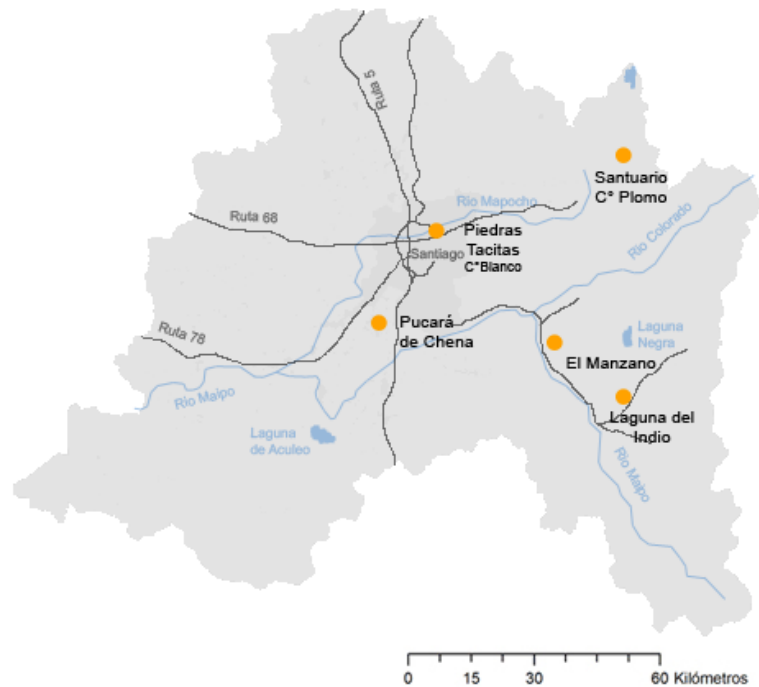 Ruta 5
Santuario
C° Plomo
Río Mapocho
Ruta 68
Piedras
Tacitas
C°Blanco
Santiago
Río Colorado
Pucará
de Chena
Ruta 78
Laguna
Negra
El Manzano
Río Maipo
Laguna del
Indio
Laguna
de Aculeo
Río Maipo
0 15 30 60 Kilómetros